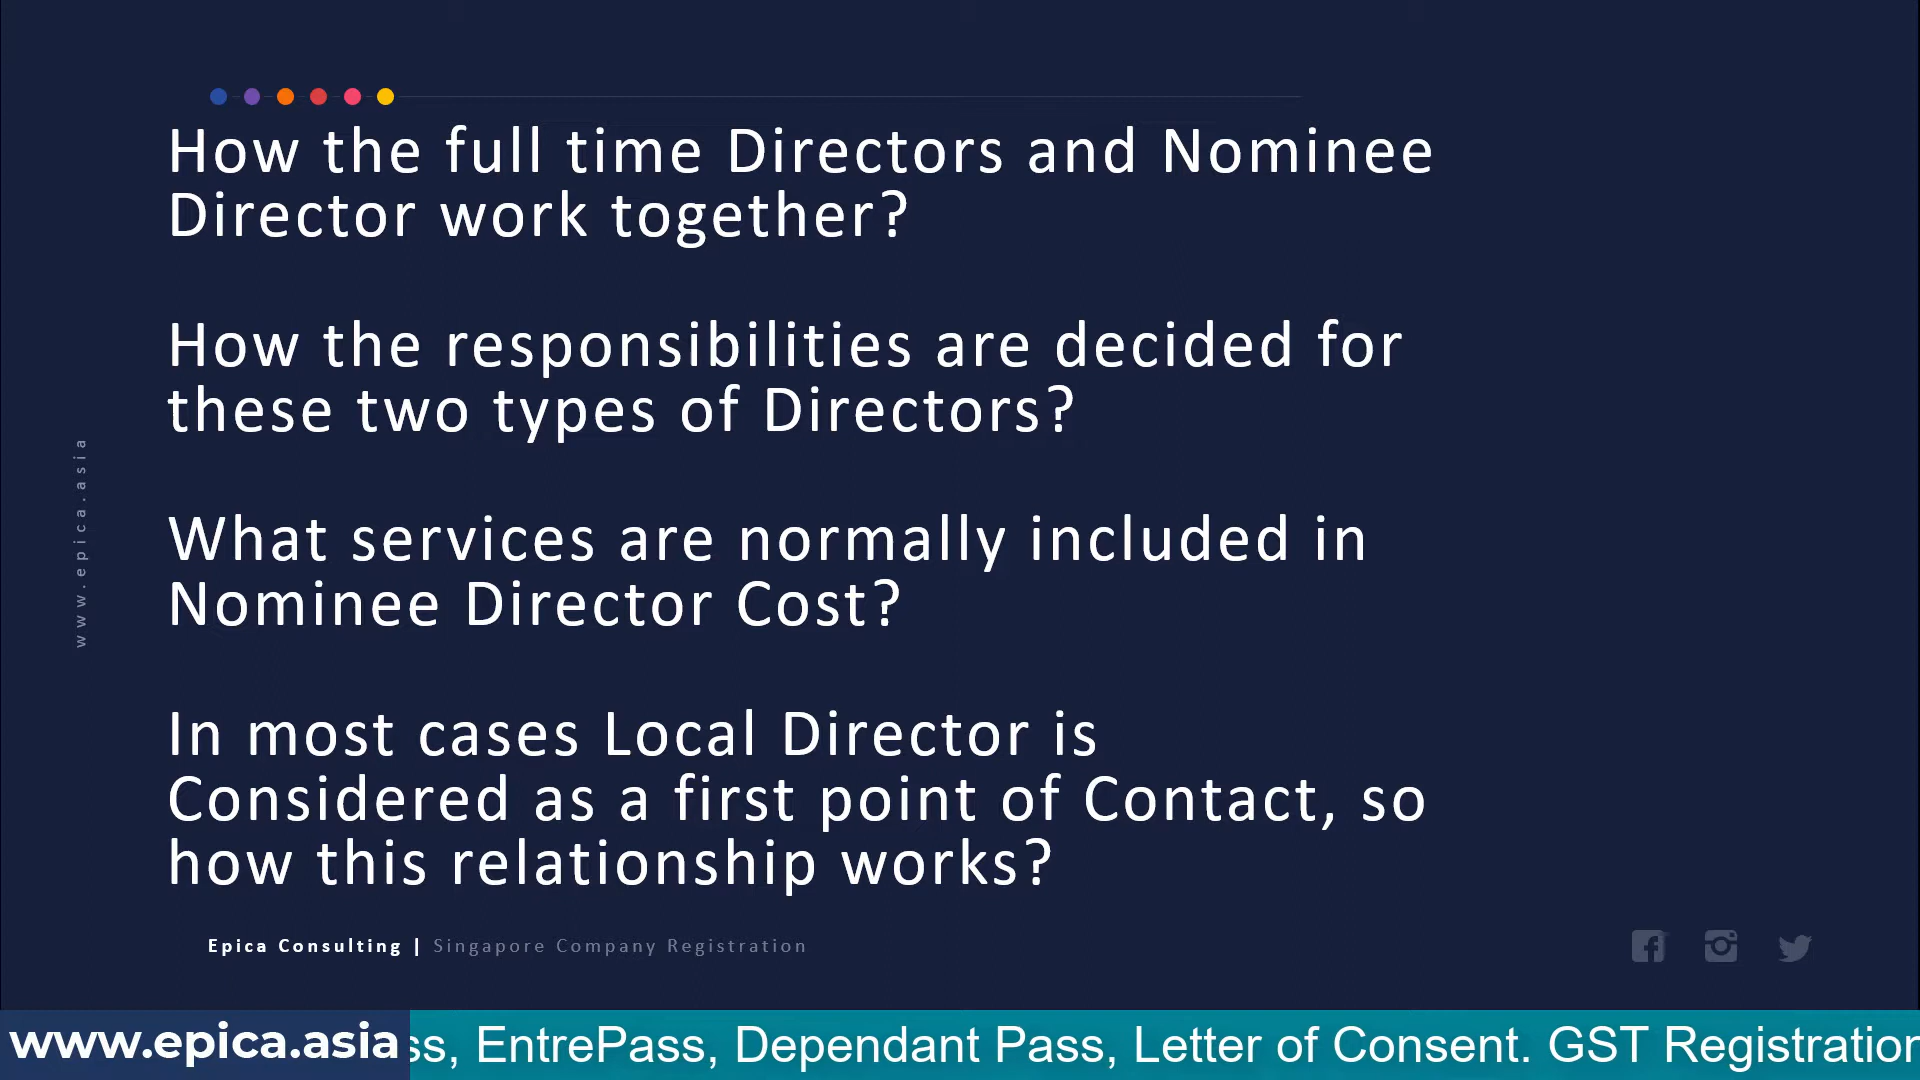 How the full time Directors and Nominee
Director work together?
How the responsibilities are decided for
these two types of Directors?
What services are normally included in
Nominee Director Cost?
In most cases Local Director is
Considered as a first point of Contact, so
how this relationship works?
www.epica.asia
Epica Consulting | Singapore Company Registration
www.epica.asia
ss, EntrePass, Dependant Pass, Letter of Consent. GST Registration